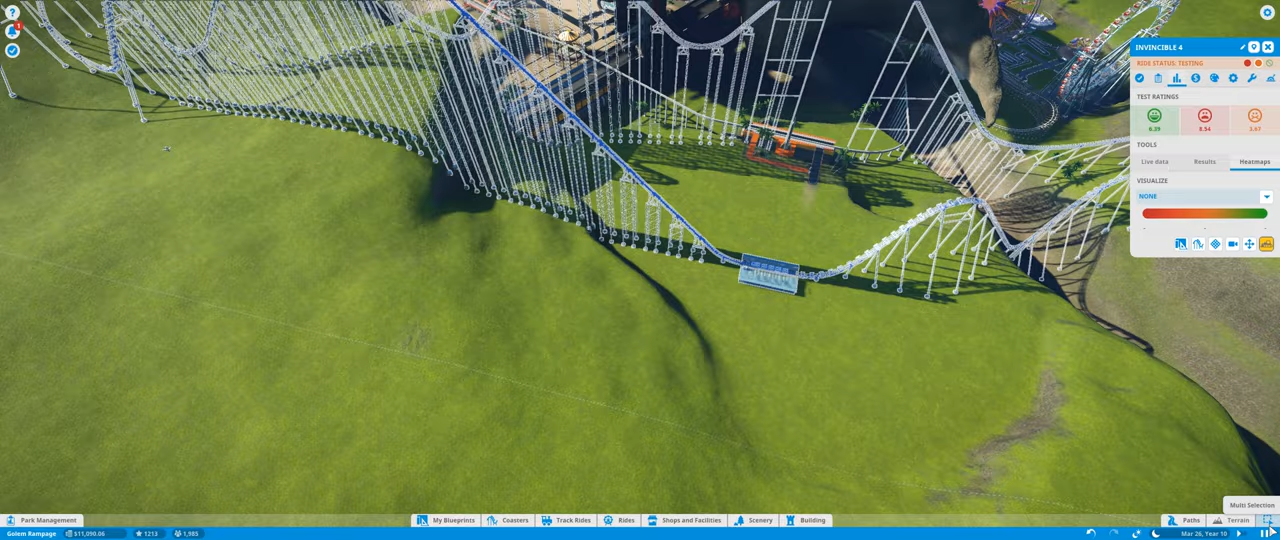 ?
1
INVINCIBLE 4
RIDE STATUS: TESTING
TEST RATINGS
6.29 8.54 3.67
TOOLS
Live data Results Heatmaps
VISUALIZE
NONE
- - -
Multi Selection
Park Management My Blueprints Coasters Track Rides Rides Shops and Facilities Scenery Building Paths Terrain
Golem Rampage $11,090.06 1213 1,985 Mar 26, Year 10